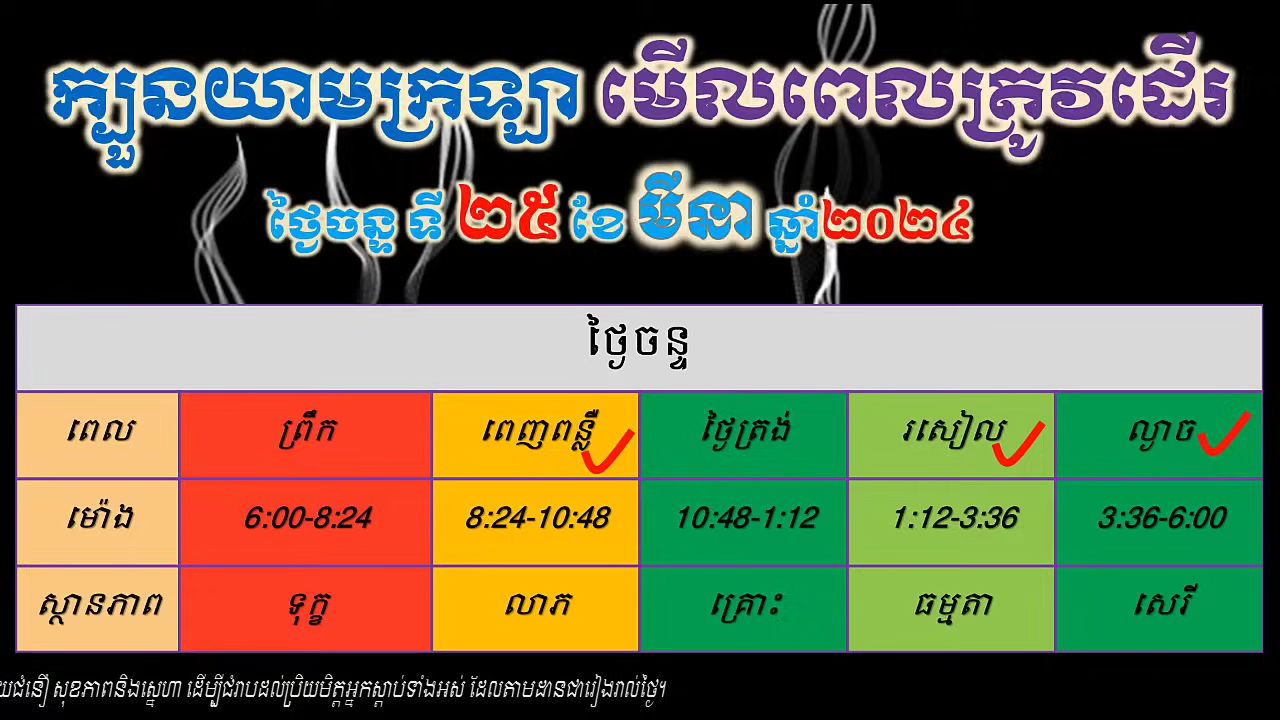 ក្បួនយាមក្រឡា មើលពេលត្រូវដើរ
ថ្ងៃចន្ទ ទី ២៥ ខែ មីនា ឆ្នាំ២០២៤
ថ្ងៃចន្ទ
ពេល ព្រឹក ពេញពន្លឺ ថ្ងៃត្រង់ រសៀល ល្ងាច
ម៉ោង 6:00-8:24 8:24-10:48 10:48-1:12 1:12-3:36 3:36-6:00
ស្ថានភាព ទុក្ខ លាភ គ្រោះ ធម្មតា សេរី
យជំនឿ សុខភាពនិងស្នេហា ដើម្បីជំរាបដល់ប្រិយមិត្តអ្នកស្តាប់ទាំងអស់ ដែលតាមដានជារៀងរាល់ថ្ងៃ។